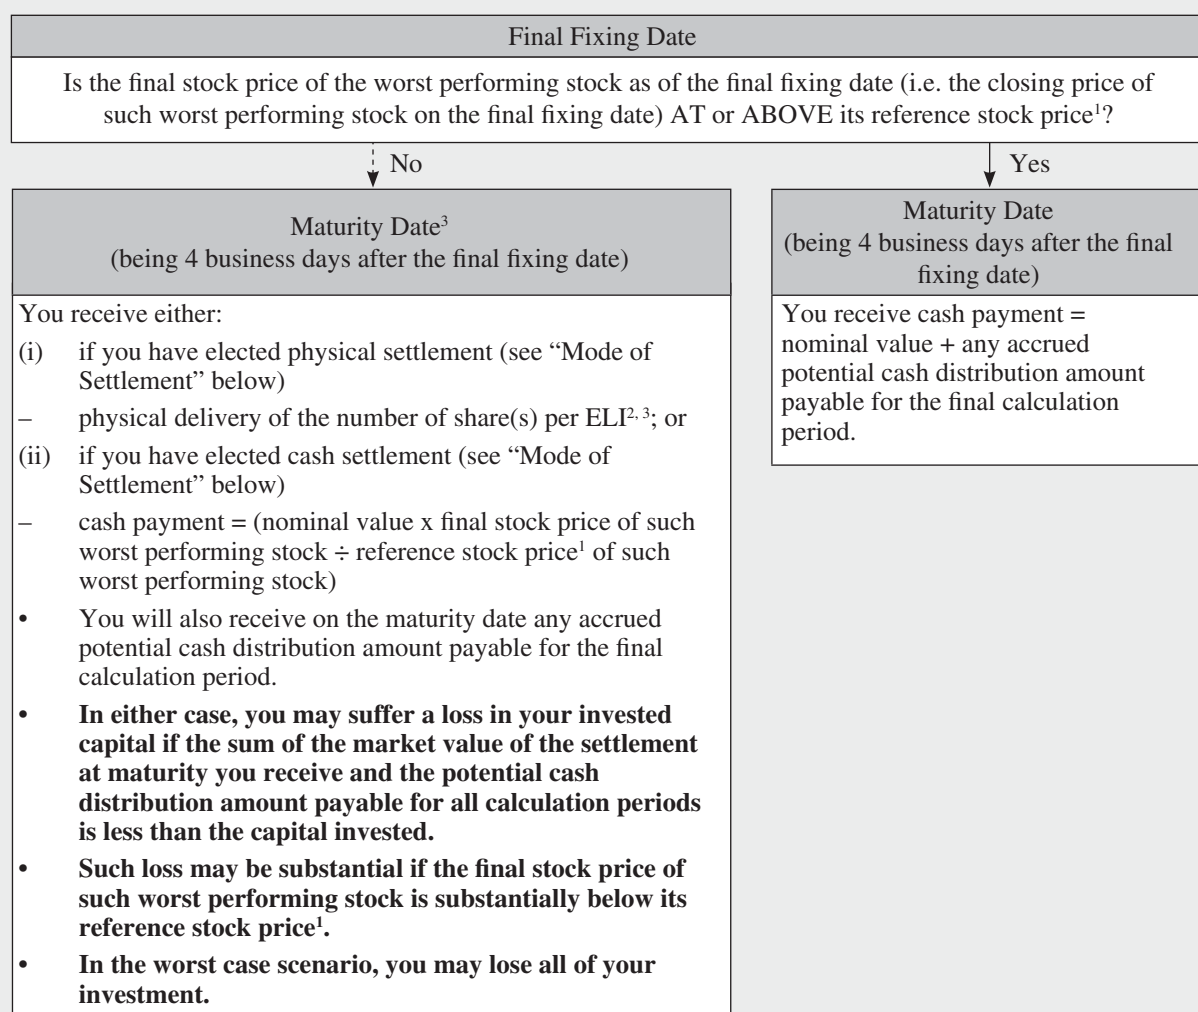 Final Fixing Date
Is the final stock price of the worst performing stock as of the final fixing date (i.e. the closing price of
such worst performing stock on the final fixing date) AT or ABOVE its reference stock price¹?
No
Yes
Maturity Date³
(being 4 business days after the final fixing date)
You receive either:
(i) if you have elected physical settlement (see “Mode of
Settlement” below)
– physical delivery of the number of share(s) per ELI²,³; or
(ii) if you have elected cash settlement (see “Mode of
Settlement” below)
– cash payment = (nominal value x final stock price of such
worst performing stock ÷ reference stock price¹ of such
worst performing stock)
• You will also receive on the maturity date any accrued
potential cash distribution amount payable for the final
calculation period.
• In either case, you may suffer a loss in your invested
capital if the sum of the market value of the settlement
at maturity you receive and the potential cash
distribution amount payable for all calculation periods
is less than the capital invested.
• Such loss may be substantial if the final stock price of
such worst performing stock is substantially below its
reference stock price¹.
• In the worst case scenario, you may lose all of your
investment.
Maturity Date
(being 4 business days after the final
fixing date)
You receive cash payment =
nominal value + any accrued
potential cash distribution amount
payable for the final calculation
period.